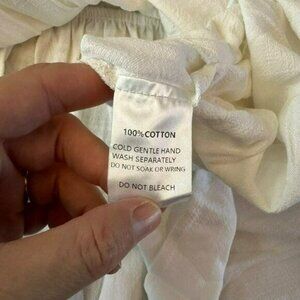 100%COTTON
COLD GENTLE HAND
WASH SEPARATELY
DO NOT SOAK OR WRING
DO NOT BLEACH